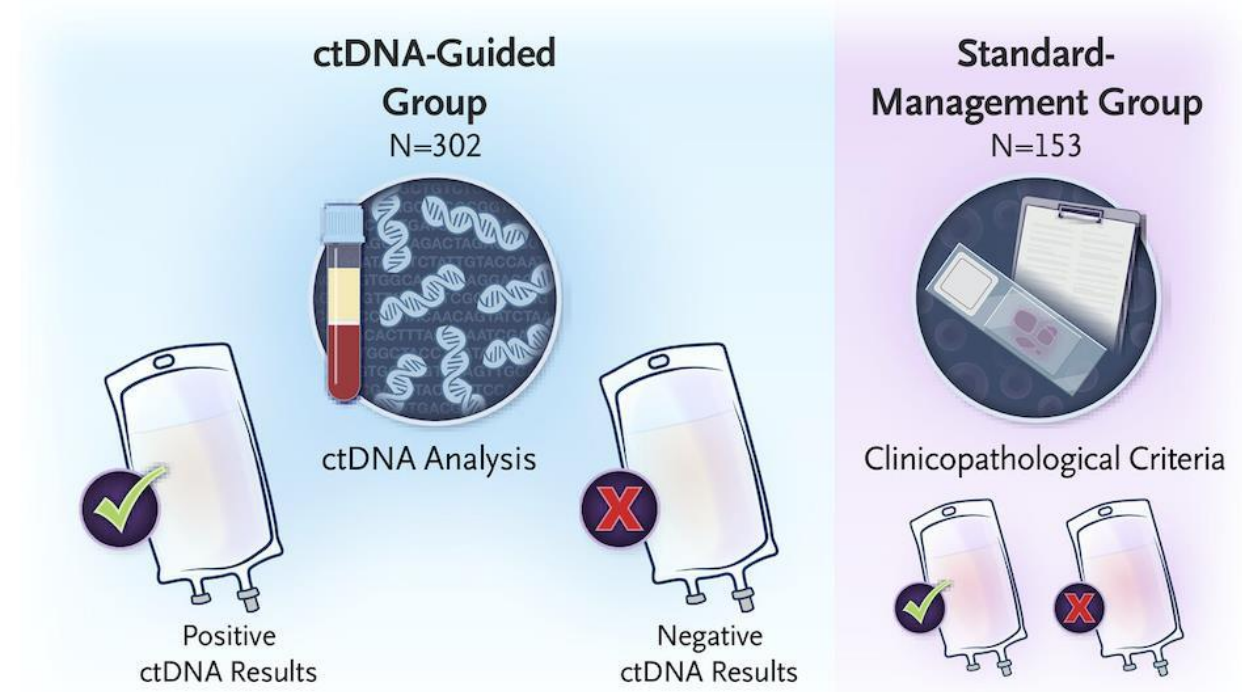 ctDNA-Guided
Group
N=302
ctDNA Analysis
Positive
ctDNA Results
Negative
ctDNA Results
Standard-
Management Group
N=153
Clinicopathological Criteria